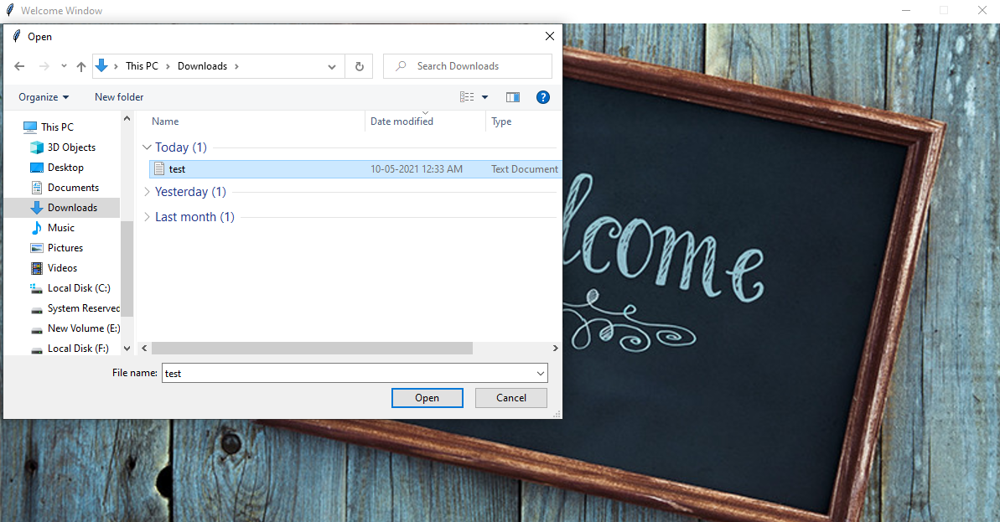 Welcome Window
Open
This PC Downloads
Search Downloads
Organize New folder
Name Date modified Type
This PC
3D Objects
Desktop
Documents
Downloads
Music
Pictures
Videos
Local Disk (C:)
System Reserved
New Volume (E:)
Local Disk (F:)
Today (1)
test 10-05-2021 12:33 AM Text Document
Yesterday (1)
Last month (1)
File name: test
Open Cancel
lcome